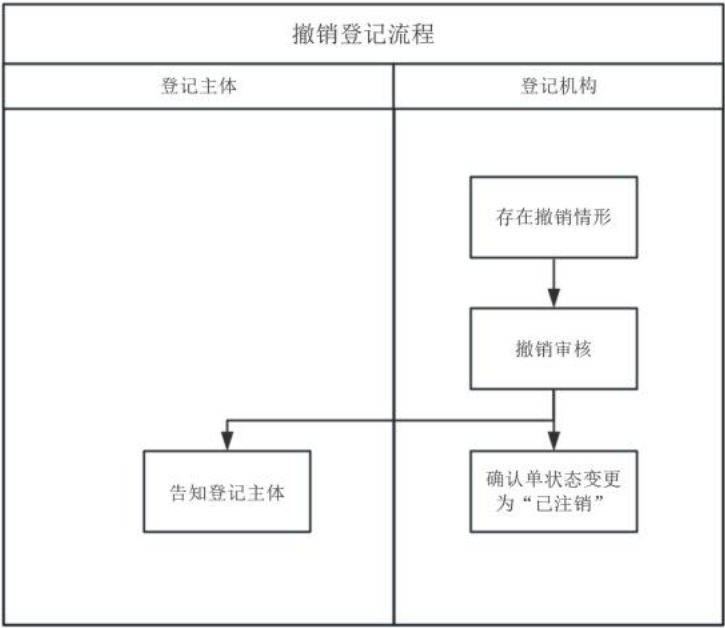 撤销登记流程
登记主体
登记机构
存在撤销情形
撤销审核
告知登记主体
确认单状态变更
为“已注销”